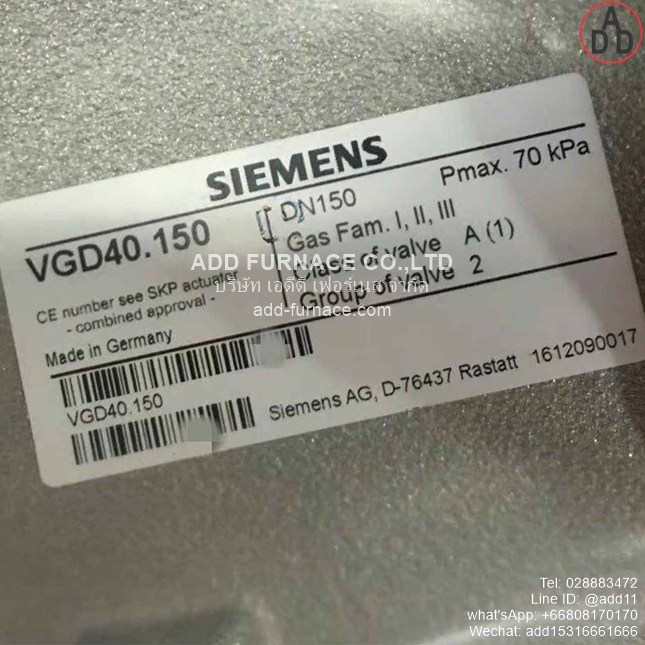 ADD
SIEMENS
VGD40.150
DN150
Pmax. 70 kPa
Gas Fam. I, II, III
Class of valve A (1)
Group of valve 2
CE number see SKP actuator
- combined approval -
Made in Germany
ADD FURNACE CO.,LTD
บริษัท เอดีดี เฟอร์เนส จำกัด
add-furnace.com
VGD40.150
Siemens AG, D-76437 Rastatt 1612090017
Tel: 028883472
Line ID: @add11
what'sApp: +66808170170
Wechat: add15316661666